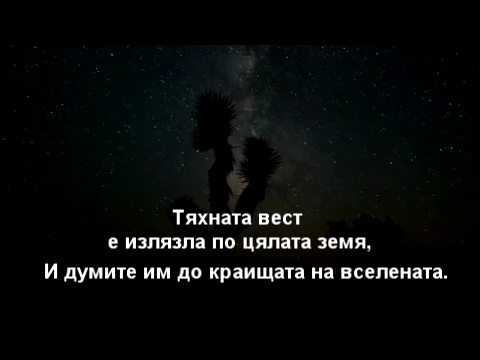 Тяхната вест
е излязла по цялата земя,
И думите им до краищата на вселената.